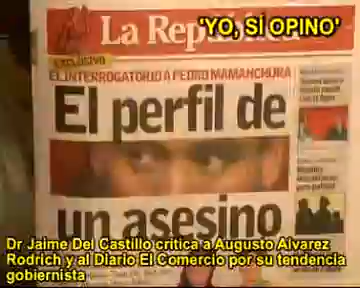 'YO, SÍ OPINO'
La República
EXCLUSIVO
EL INTERROGATORIO A PEDRO MAMANCHURA
El perfil de
un asesino
Dr Jaime Del Castillo critica a Augusto Alvarez
Rodrich y al Diario El Comercio por su tendencia
gobiernista